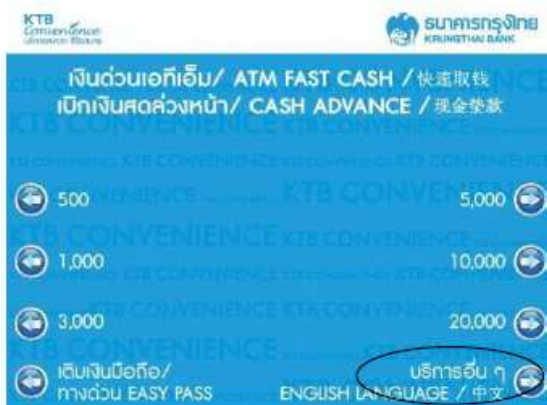 KTB
Convenience
ธนาคารกรุงไทย
KRUNGTHAI BANK
เงินด่วนเอทีเอ็ม/ ATM FAST CASH /快速取钱
เบิกเงินสดล่วงหน้า/ CASH ADVANCE /现金垫款
500
5,000
1,000
10,000
3,000
20,000
เติมเงินมือถือ/
ทางด่วน EASY PASS
บริการอื่น ๆ
ENGLISH LANGUAGE / 中文